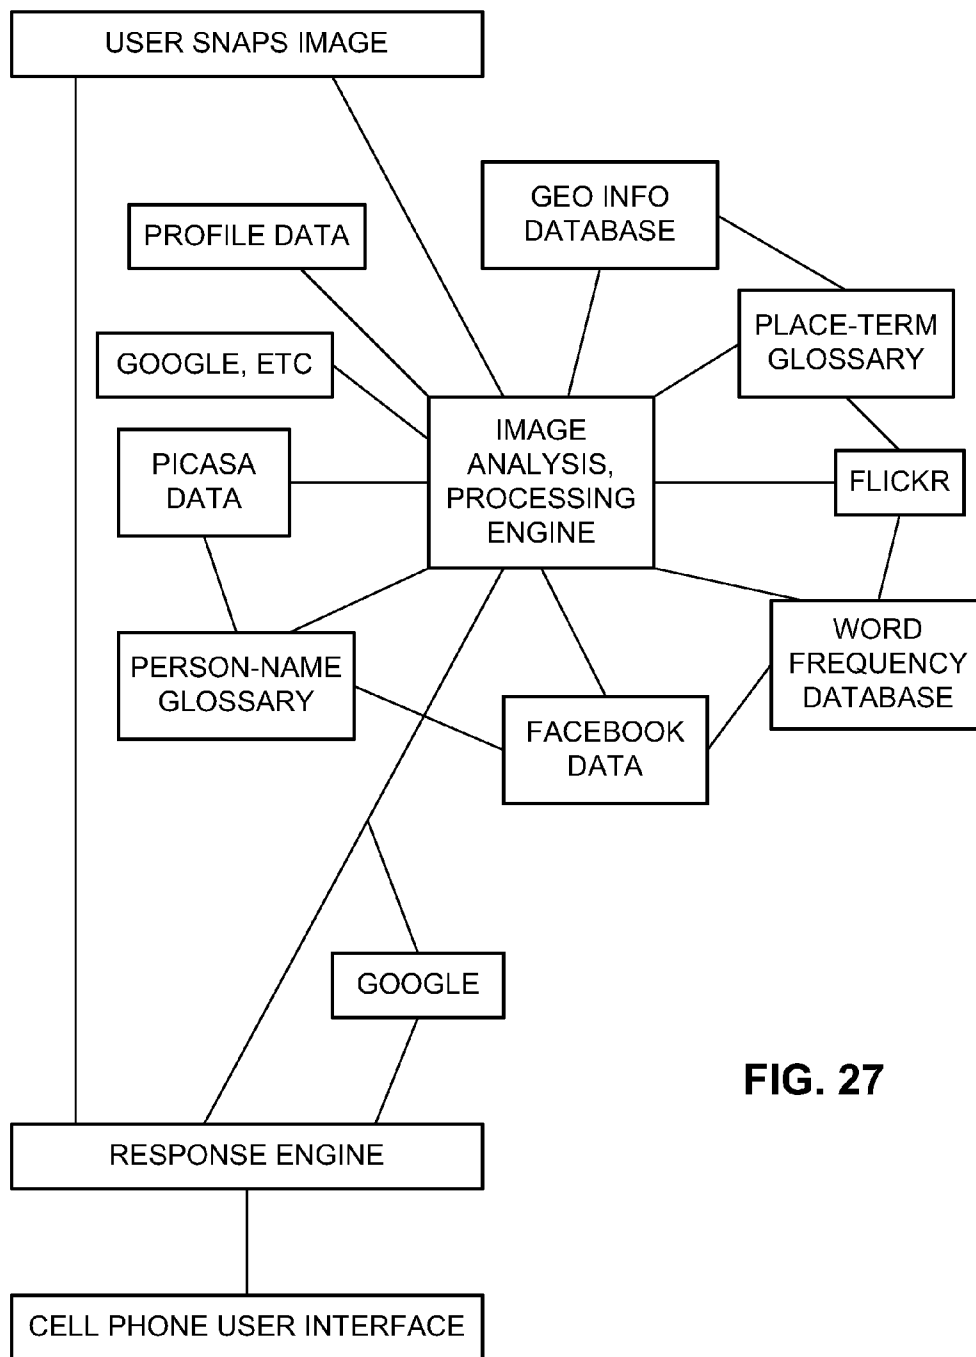 USER SNAPS IMAGE
GEO INFO
DATABASE
PROFILE DATA
PLACE-TERM
GLOSSARY
GOOGLE, ETC
IMAGE
ANALYSIS,
PROCESSING
ENGINE
PICASA
DATA
FLICKR
WORD
FREQUENCY
DATABASE
PERSON-NAME
GLOSSARY
FACEBOOK
DATA
GOOGLE
FIG. 27
RESPONSE ENGINE
CELL PHONE USER INTERFACE